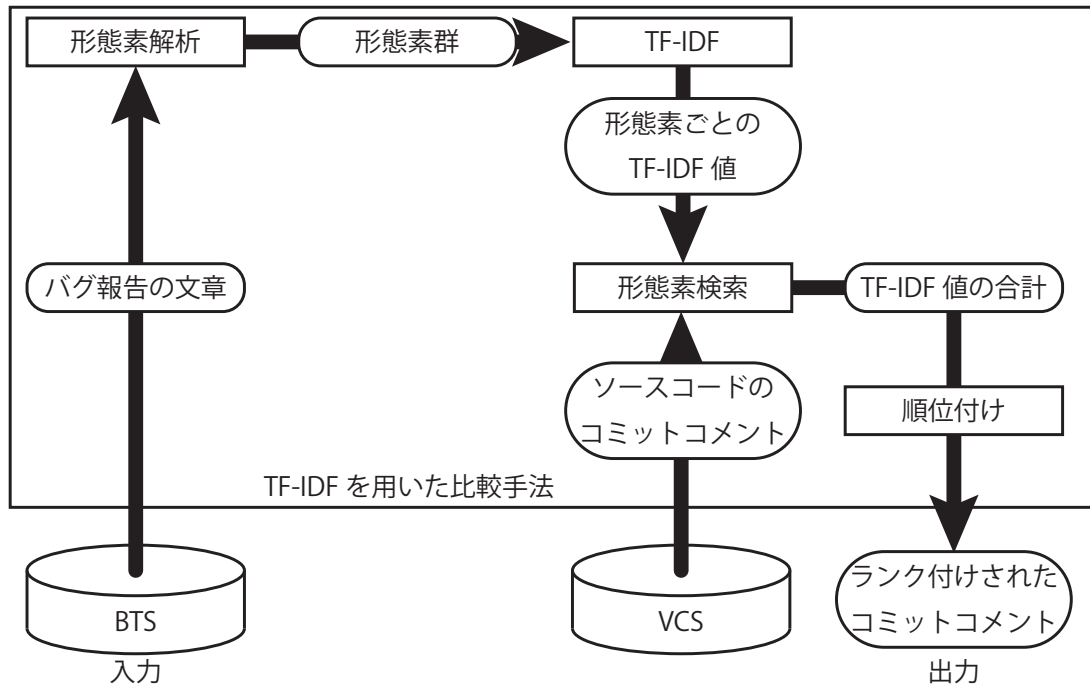 形態素解析
形態素群
TF-IDF
形態素ごとの
TF-IDF 値
バグ報告の文章
形態素検索
TF-IDF 値の合計
ソースコードの
コミットコメント
順位付け
TF-IDF を用いた比較手法
BTS
VCS
ランク付けされた
コミットコメント
入力
出力